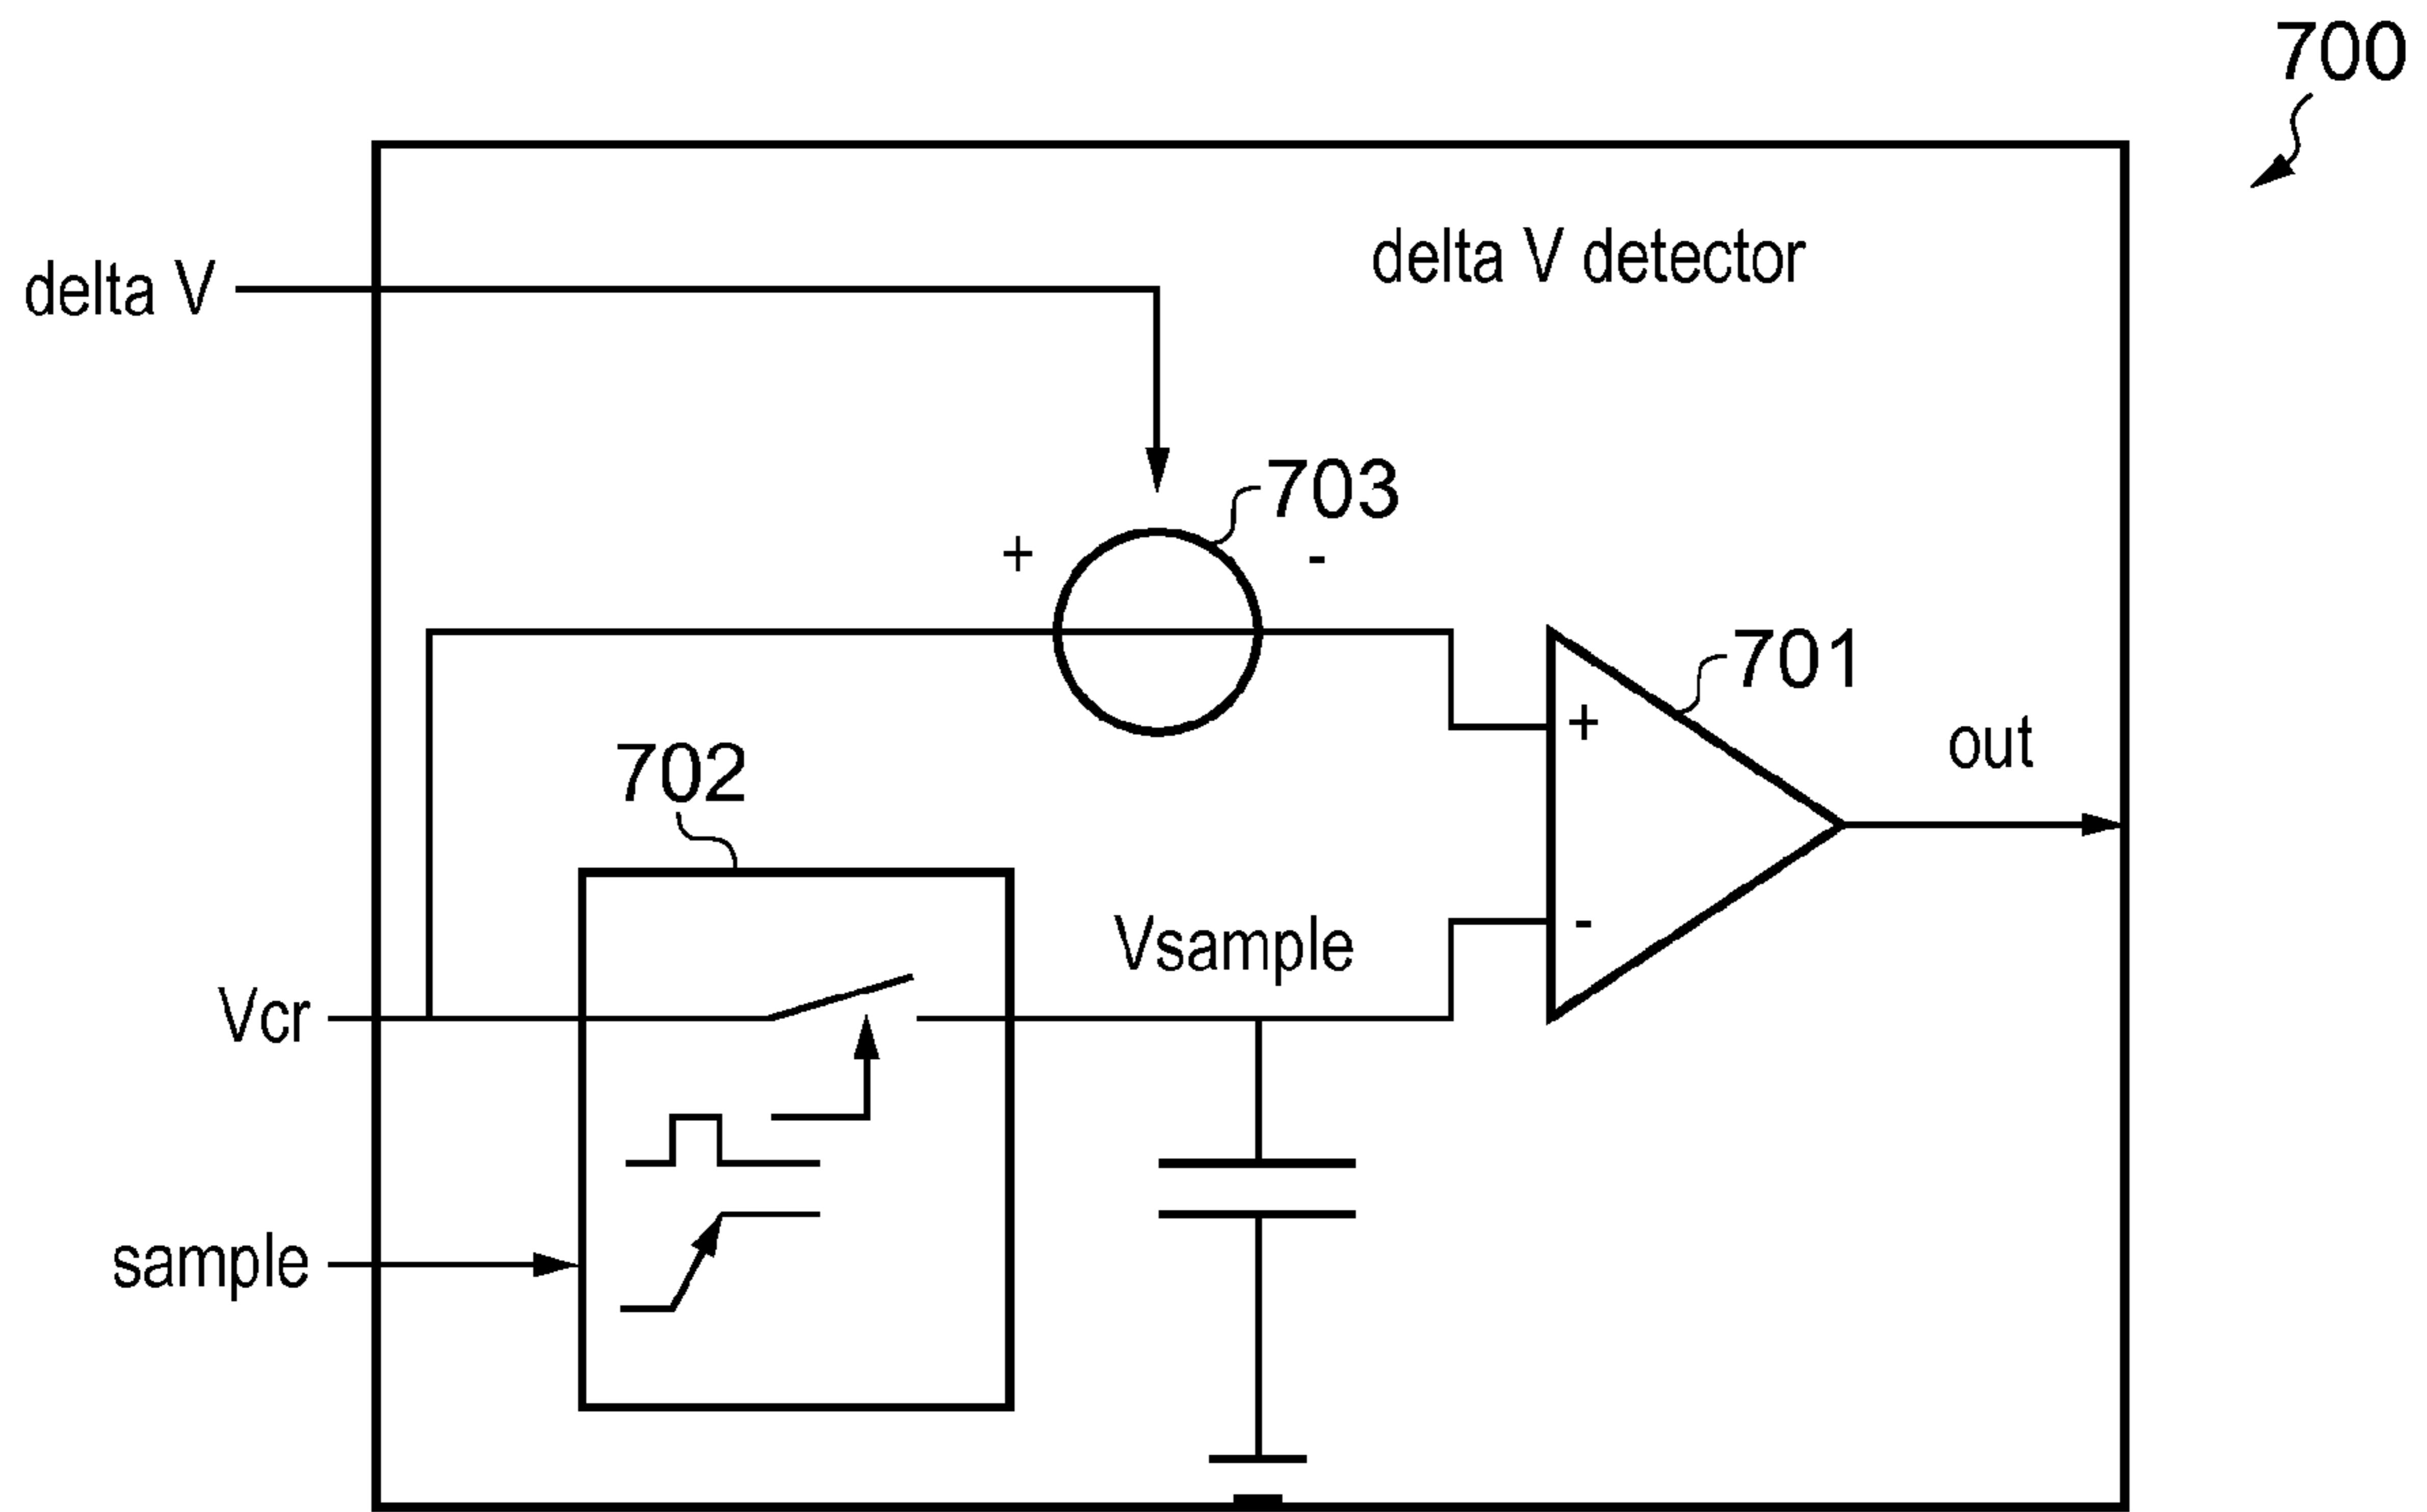 700
delta V
delta V detector
703
+
-
701
+
out
702
-
Vsample
Vcr
sample